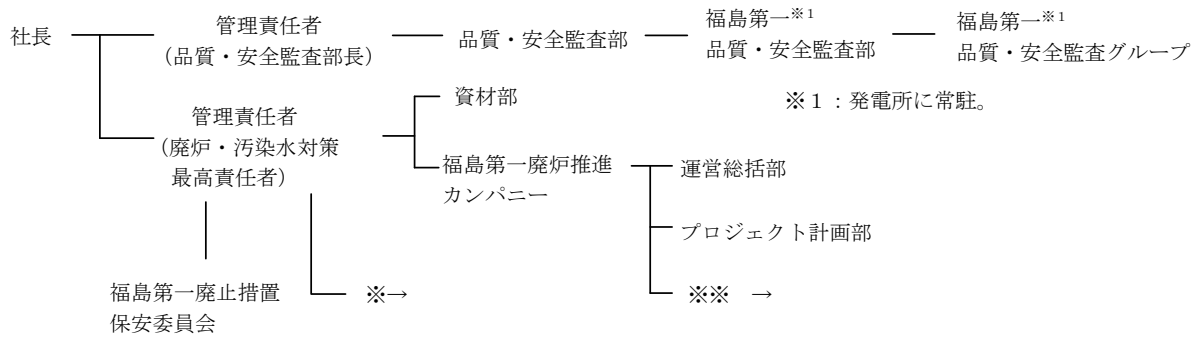 社長
管理責任者
（品質・安全監査部長）
品質・安全監査部
福島第一※1
品質・安全監査部
福島第一※1
品質・安全監査グループ
※1：発電所に常駐。
管理責任者
（廃炉・汚染水対策
最高責任者）
資材部
福島第一廃炉推進
カンパニー
運営総括部
プロジェクト計画部
※※　→
※→
福島第一廃止措置
保安委員会